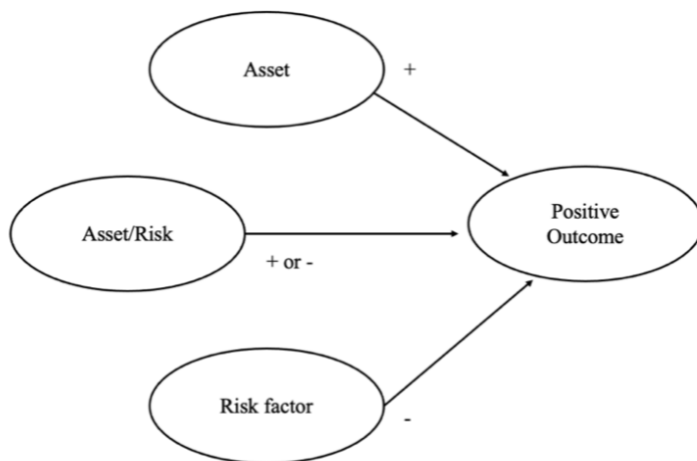 Asset
+
Asset/Risk
+ or -
Positive
Outcome
Risk factor
-